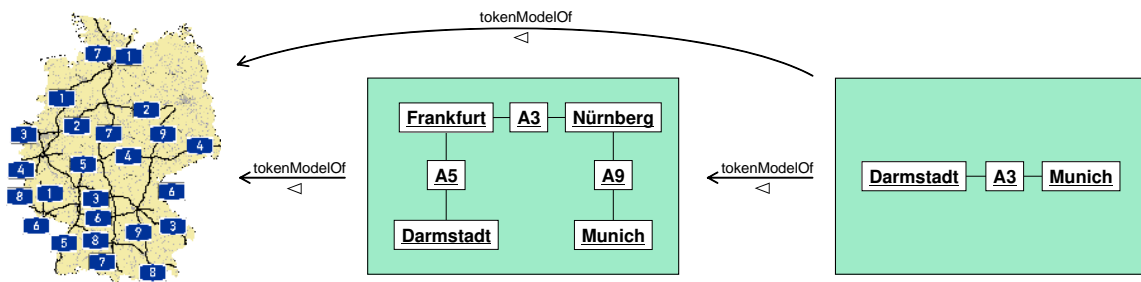 tokenModelOf
◁
7 1
1
2
3 2 7 9
4
5 4
4
8 1 3 6
6
6 3
5 8 9
7
8
tokenModelOf
◁
Frankfurt A3 Nürnberg
A5 A9
Darmstadt Munich
tokenModelOf
◁
Darmstadt A3 Munich